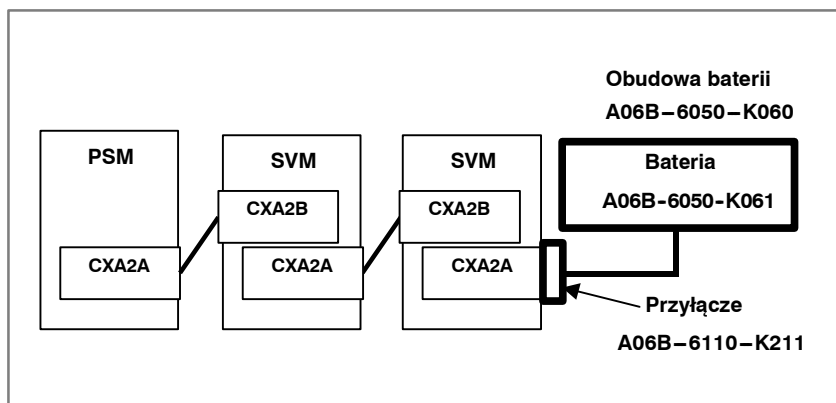 Obudowa baterii
A06B−6050−K060
PSM
SVM
SVM
Bateria
A06B-6050-K061
CXA2B
CXA2B
CXA2A
CXA2A
CXA2A
Przyłącze
A06B−6110−K211